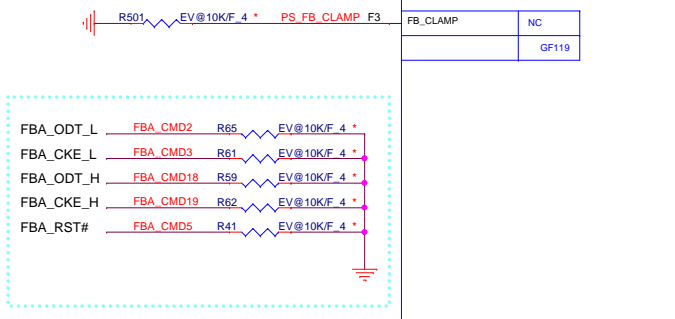 R501 EV@10K/F_4 * PS_FB_CLAMP F3 FB_CLAMP NC
GF119
FBA_ODT_L FBA_CMD2 R65 EV@10K/F_4 *
FBA_CKE_L FBA_CMD3 R61 EV@10K/F_4 *
FBA_ODT_H FBA_CMD18 R59 EV@10K/F_4 *
FBA_CKE_H FBA_CMD19 R62 EV@10K/F_4 *
FBA_RST# FBA_CMD5 R41 EV@10K/F_4 *